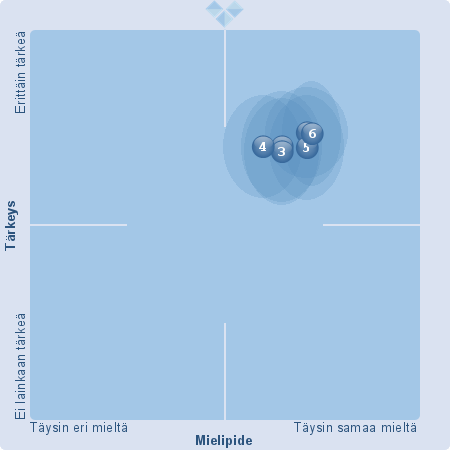 Erittäin tärkeä
Tärkeys
Ei lainkaan tärkeä
4
3
5
6
Täysin eri mieltä
Täysin samaa mieltä
Mielipide